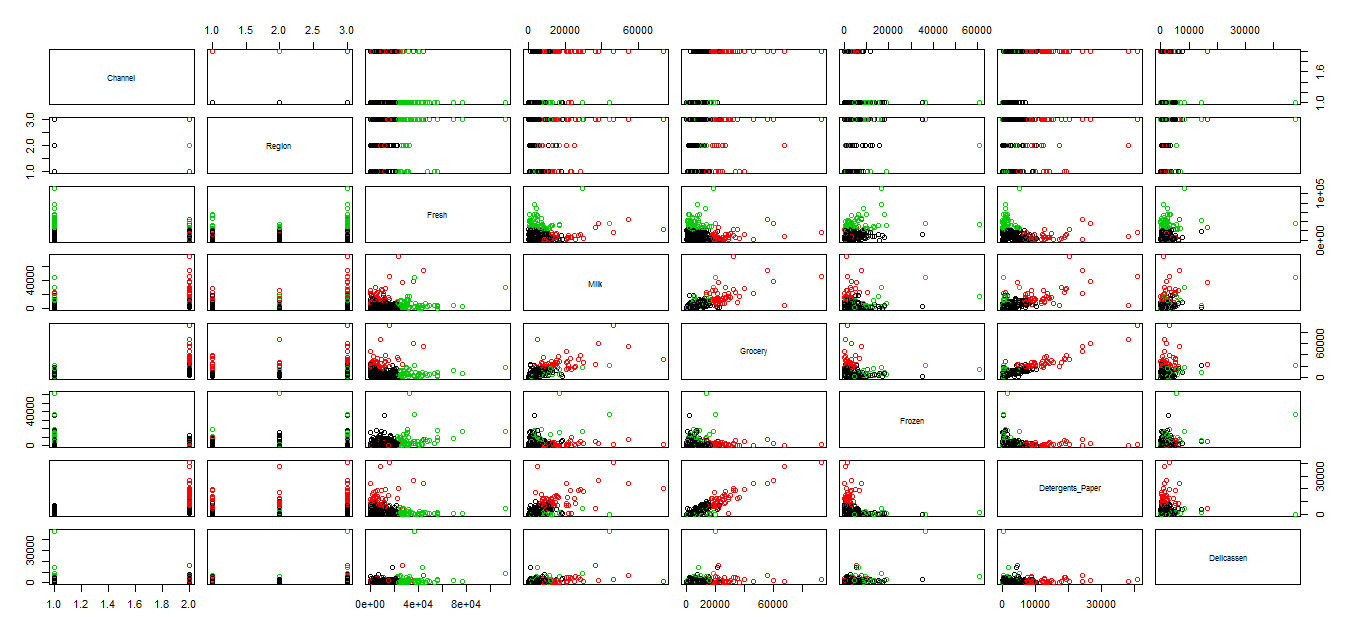 1.0 1.5 2.0 2.5 3.0 0 20000 60000 0 20000 40000 60000 0 10000 30000
Channel 1.0 1.6
1.0 2.0 3.0 Region
Fresh 0e+00 1e+05
0 40000 Milk
Grocery 0 60000
0 40000 Frozen
Detergents_Paper 0 30000
0 30000 Delicassen
1.0 1.2 1.4 1.6 1.8 2.0 0e+00 4e+04 8e+04 0 20000 60000 0 10000 30000